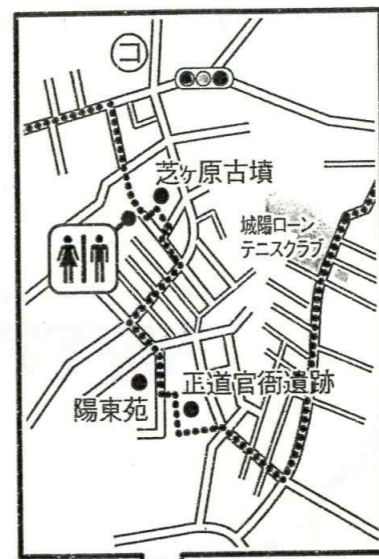 コ
芝ヶ原古墳
城陽ローン
テニスクラブ
正道官衙遺跡
陽東苑